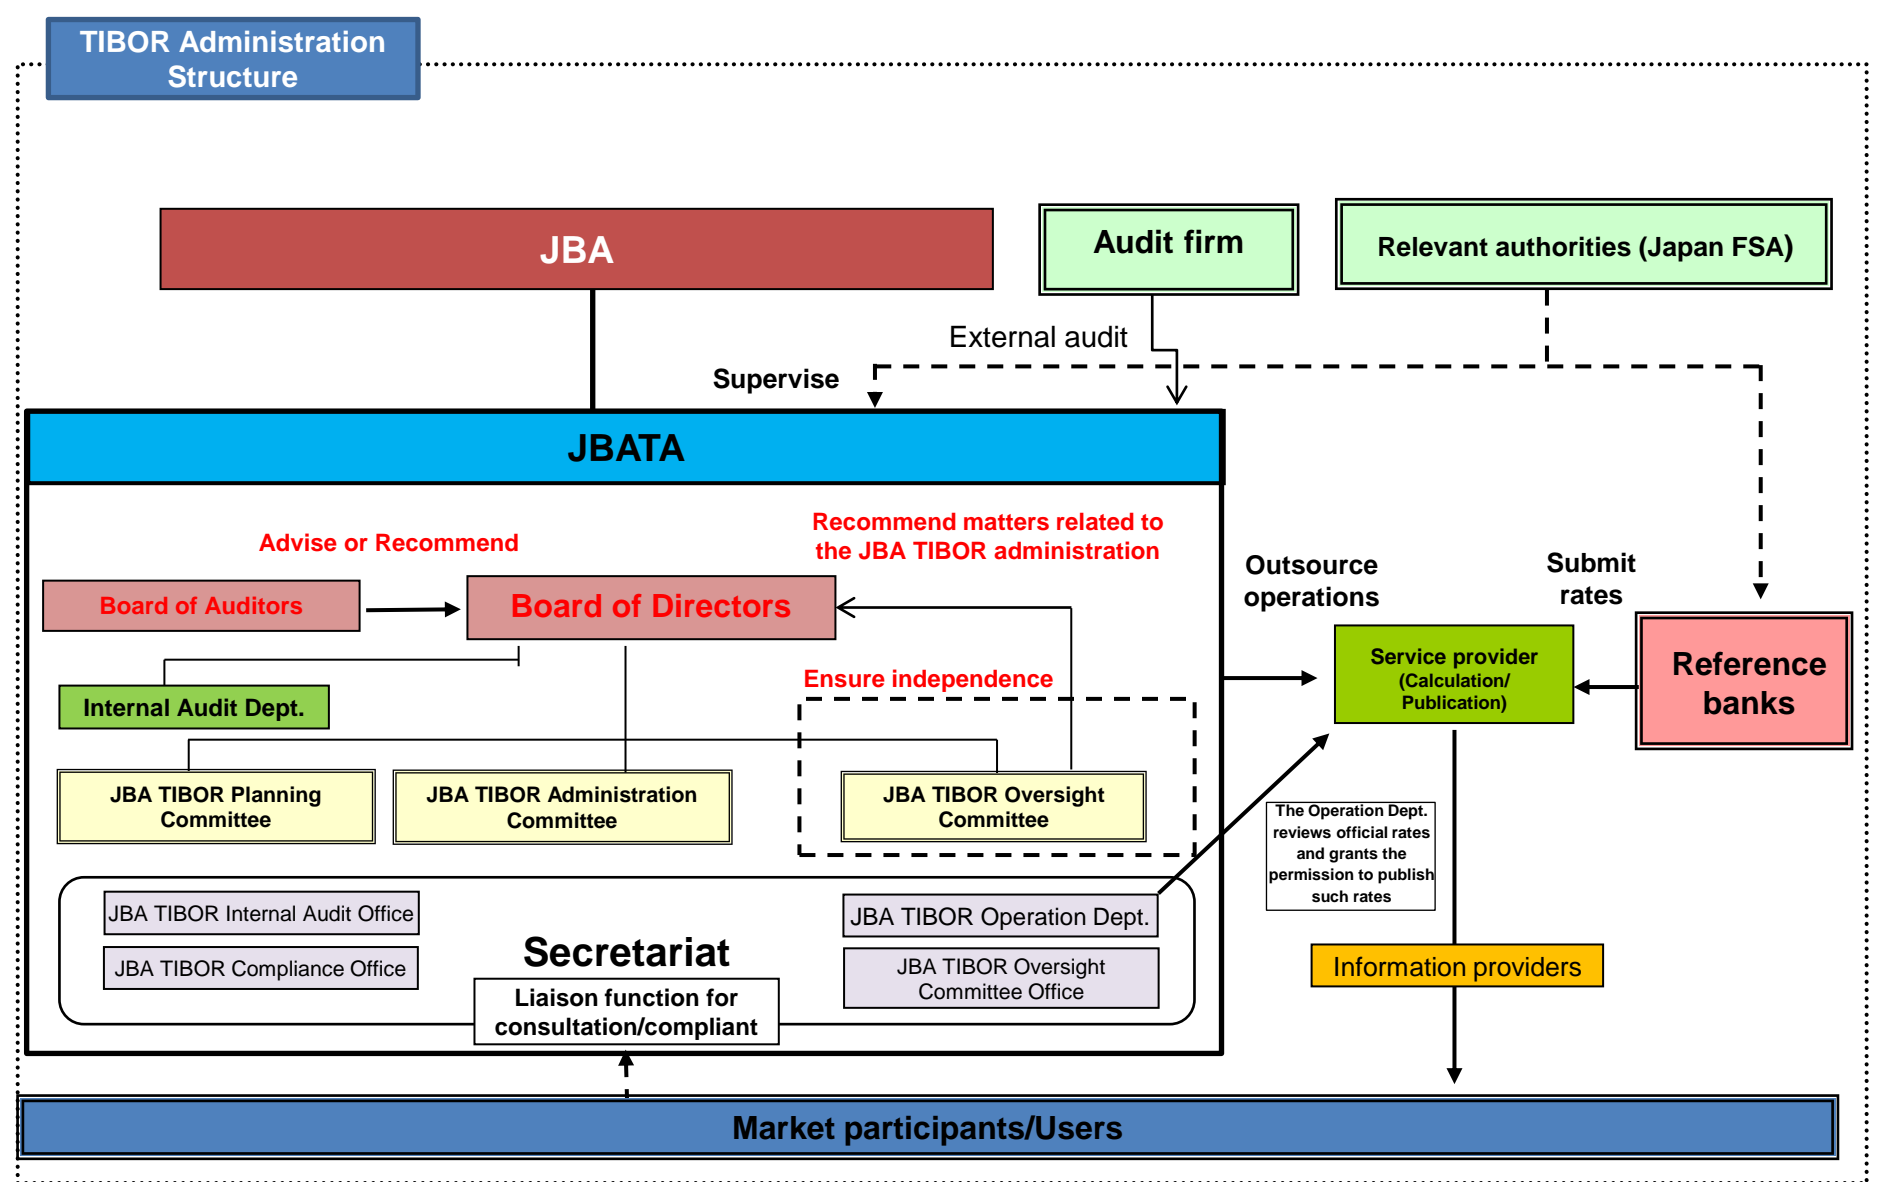 TIBOR Administration
Structure
JBA
Audit firm
Relevant authorities (Japan FSA)
External audit
Supervise
JBATA
Advise or Recommend
Recommend matters related to
the JBA TIBOR administration
Board of Auditors
Board of Directors
Outsource
operations
Submit
rates
Service provider
(Calculation/
Publication)
Reference
banks
Internal Audit Dept.
Ensure independence
JBA TIBOR Planning
Committee
JBA TIBOR Administration
Committee
JBA TIBOR Oversight
Committee
The Operation Dept.
reviews official rates
and grants the
permission to publish
such rates
JBA TIBOR Internal Audit Office
JBA TIBOR Compliance Office
Secretariat
Liaison function for
consultation/compliant
JBA TIBOR Operation Dept.
JBA TIBOR Oversight
Committee Office
Information providers
Market participants/Users